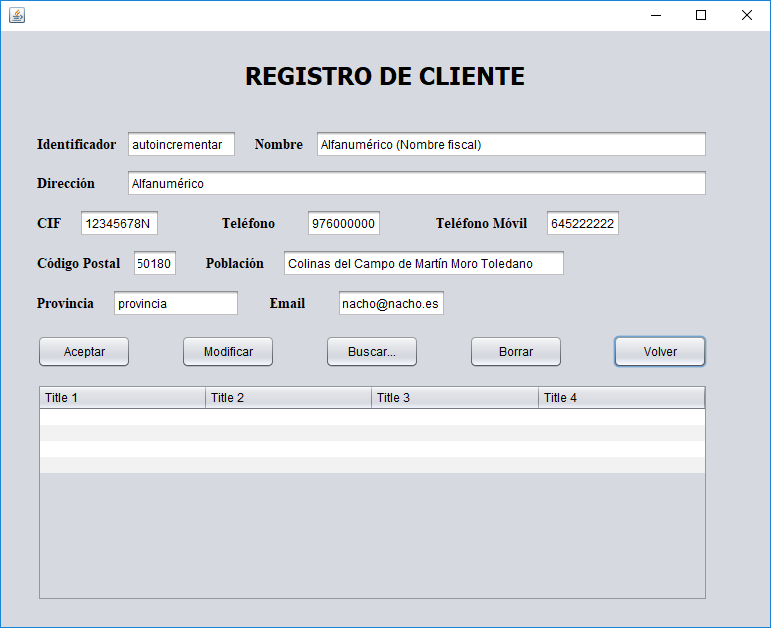 REGISTRO DE CLIENTE
Identificador autoincrementar Nombre Alfanumérico (Nombre fiscal)
Dirección Alfanumérico
CIF 12345678N Teléfono 976000000 Teléfono Móvil 645222222
Código Postal 50180 Población Colinas del Campo de Martín Moro Toledano
Provincia provincia Email nacho@nacho.es
Aceptar Modificar Buscar... Borrar Volver
Title 1 Title 2 Title 3 Title 4